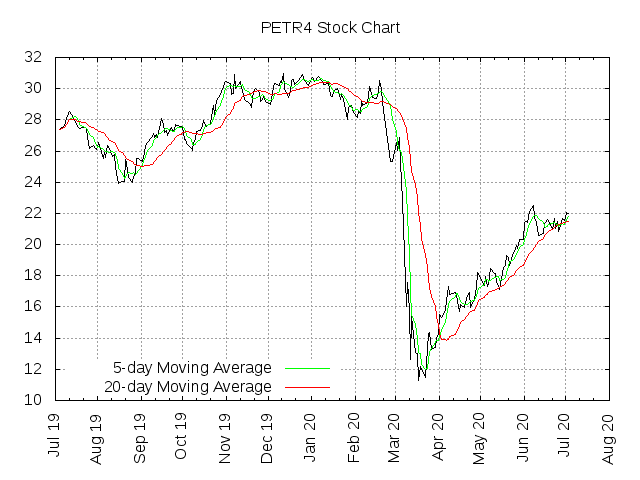 PETR4 Stock Chart
32
30
28
26
24
22
20
18
16
14
12
10
5-day Moving Average
20-day Moving Average
Jul 19
Aug 19
Sep 19
Oct 19
Nov 19
Dec 19
Jan 20
Feb 20
Mar 20
Apr 20
May 20
Jun 20
Jul 20
Aug 20